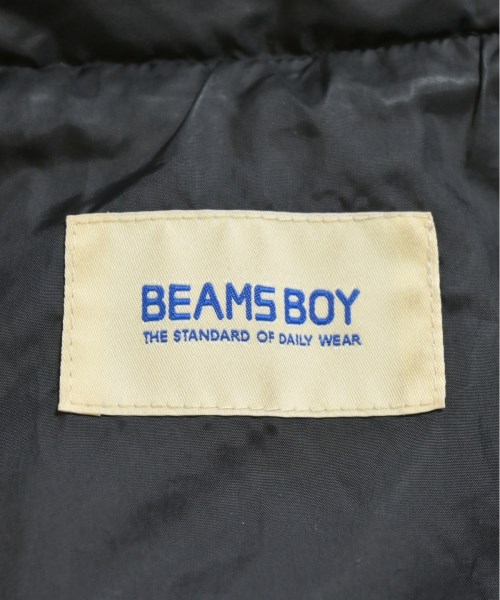 BEAMS BOY
THE STANDARD OF DAILY WEAR